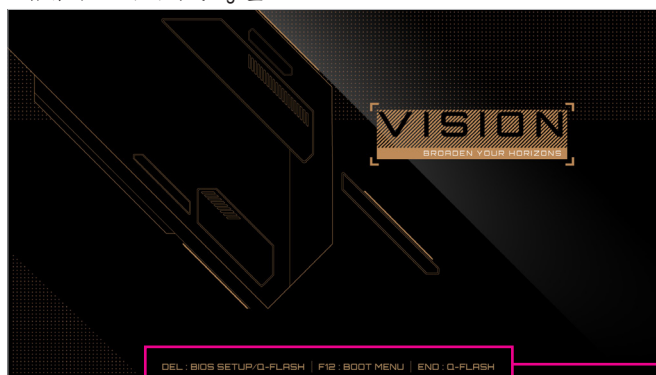 VISION
BROADEN YOUR HORIZONS
DEL : BIOS SETUP/Q-FLASH | F12 : BOOT MENU | END : Q-FLASH